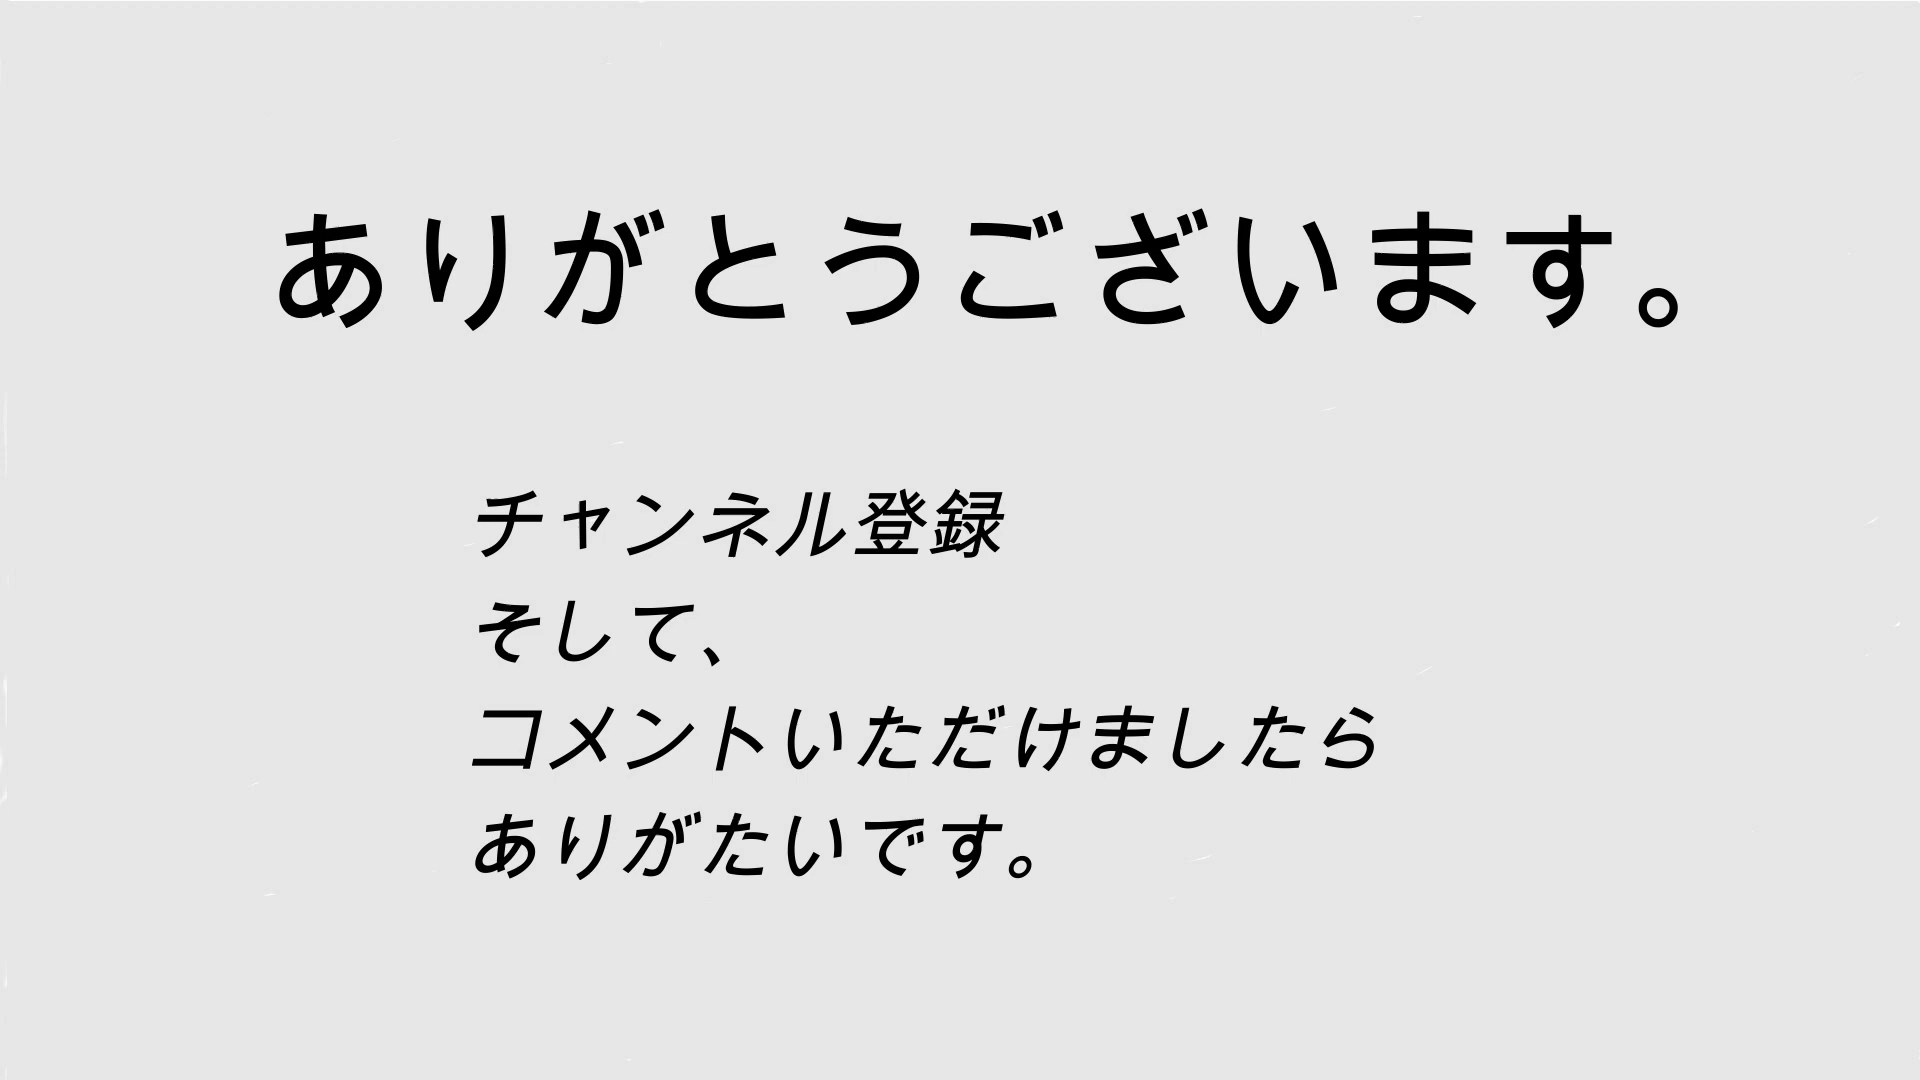 ありがとうございます。
チャンネル登録
そして、
コメントいただけましたら
ありがたいです。